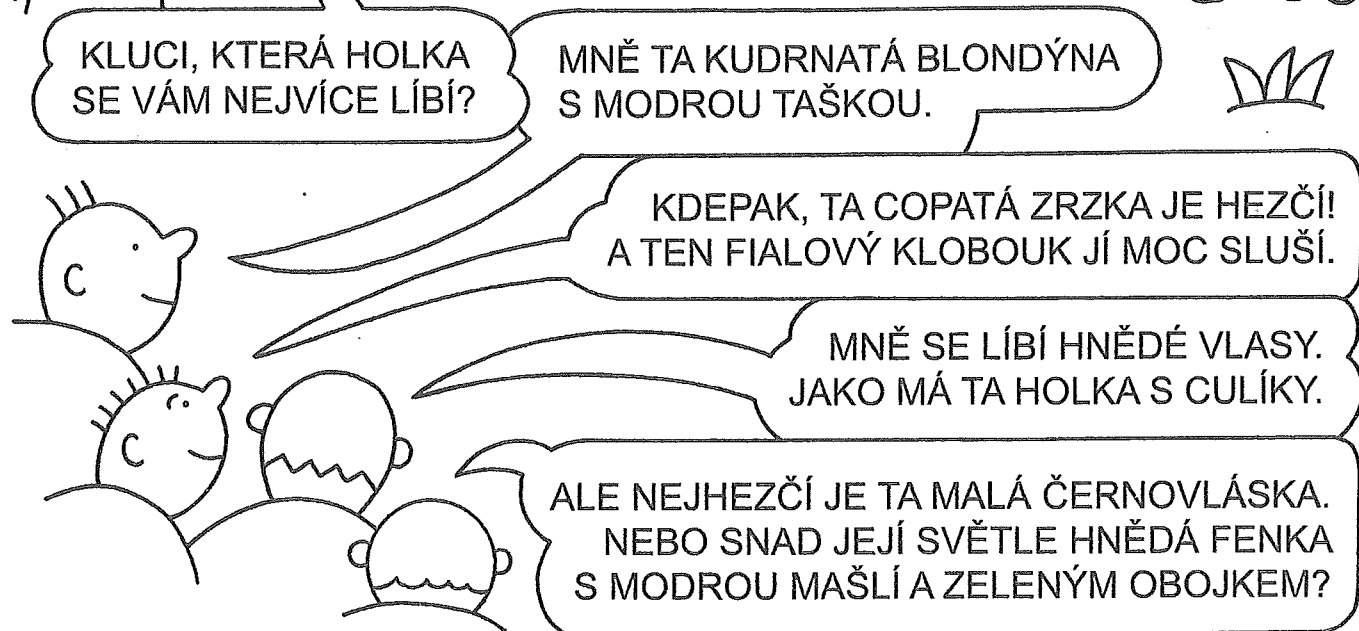 KLUCI, KTERÁ HOLKA
SE VÁM NEJVÍCE LÍBÍ?
MNĚ TA KUDRNATÁ BLONDÝNA
S MODROU TAŠKOU.
KDEPAK, TA COPATÁ ZRZKA JE HEZČÍ!
A TEN FIALOVÝ KLOBOUK JÍ MOC SLUŠÍ.
MNĚ SE LÍBÍ HNĚDÉ VLASY.
JAKO MÁ TA HOLKA S CULÍKY.
ALE NEJHEZČÍ JE TA MALÁ ČERNOVLÁSKA.
NEBO SNAD JEJÍ SVĚTLE HNĚDÁ FENKA
S MODROU MAŠLÍ A ZELENÝM OBOJKEM?